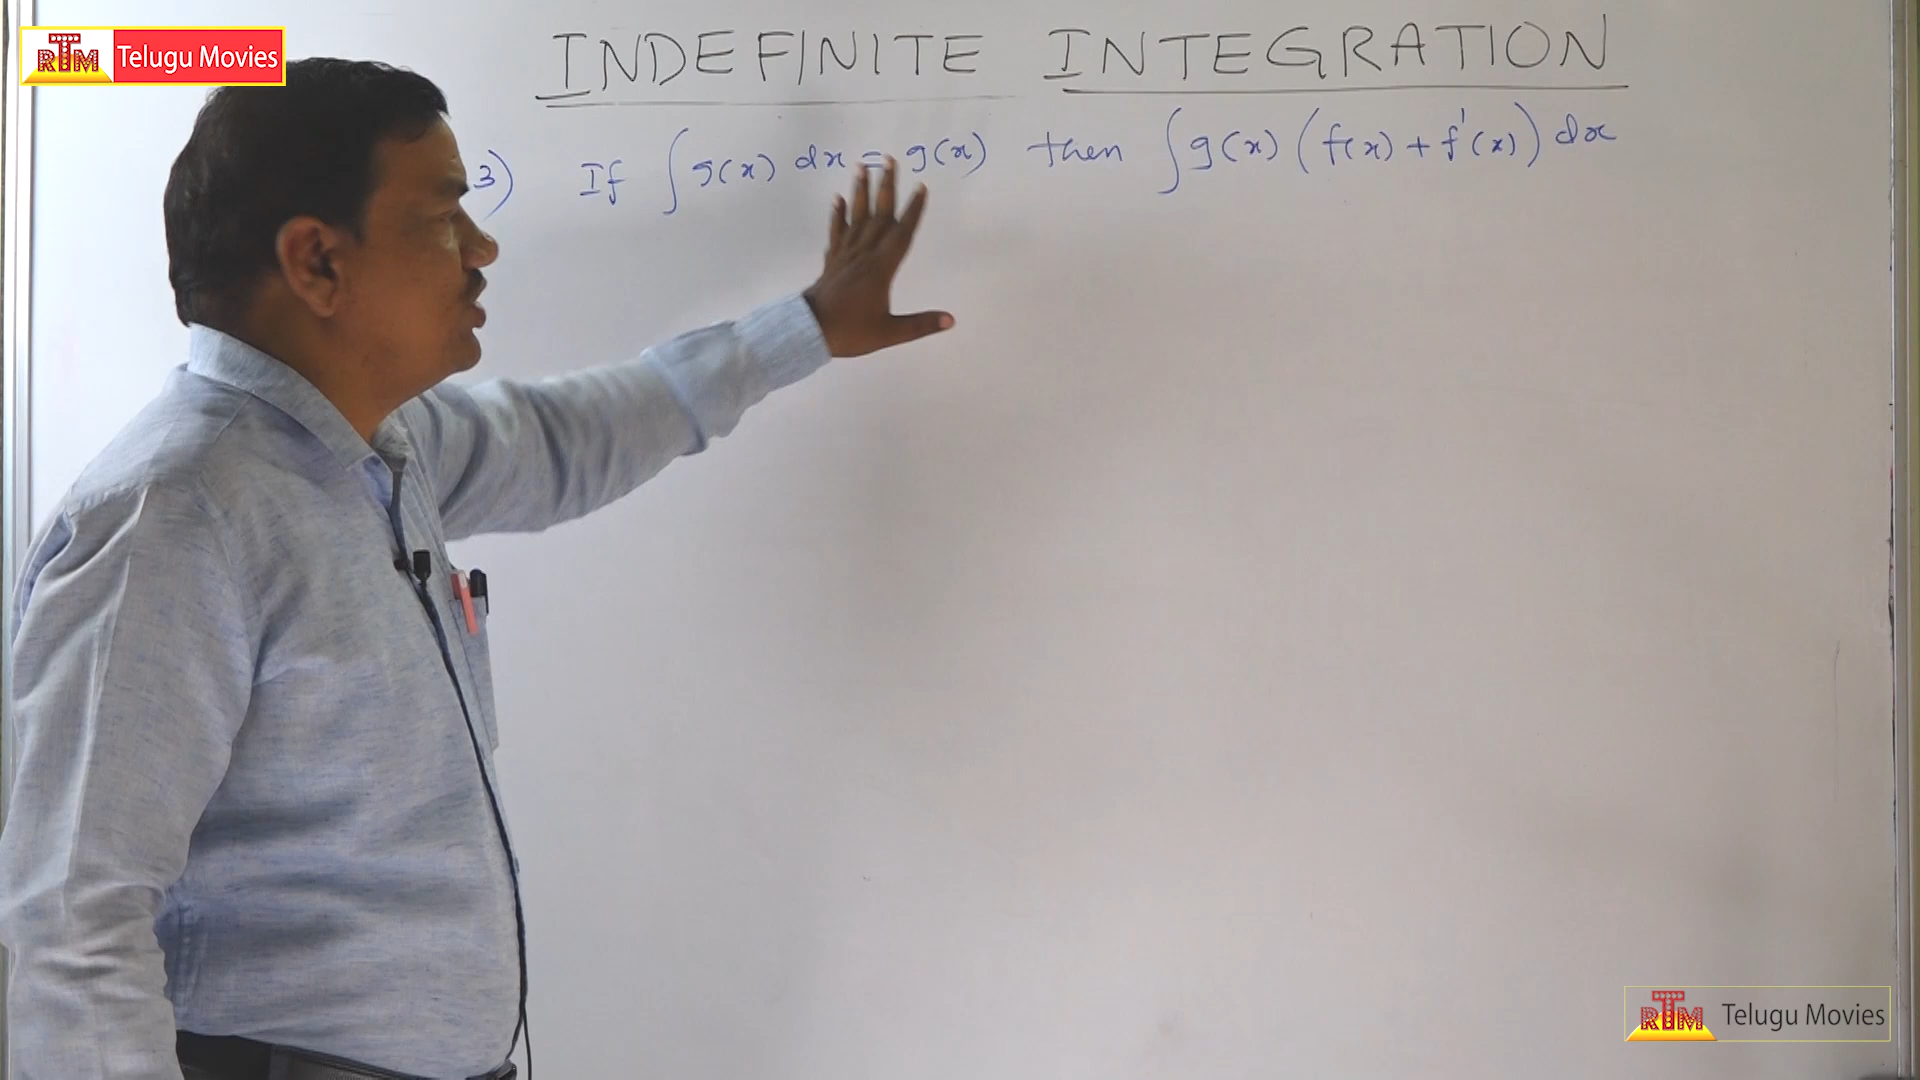 RTM Telugu Movies
INDEFINITE INTEGRATION
3) If ∫ g(x) dx = g(x) then ∫ g(x) (f(x) + f'(x)) dx
RTM Telugu Movies